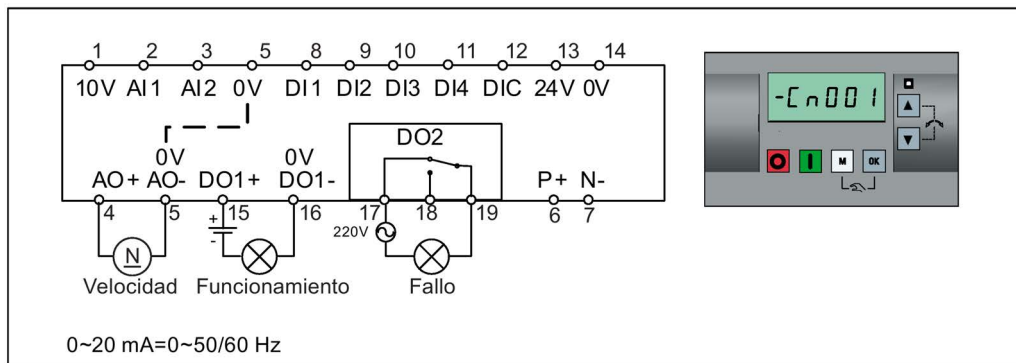 1 2 3 5 8 9 10 11 12 13 14
10V AI1 AI2 0V DI1 DI2 DI3 DI4 DIC 24V 0V
DO2
0V 0V
AO+ AO- DO1+ DO1- P+ N-
4 5 15 16 17 18 19 6 7
+
-
220V
N
Velocidad Funcionamiento Fallo
0~20 mA=0~50/60 Hz
-Cn001
M OK